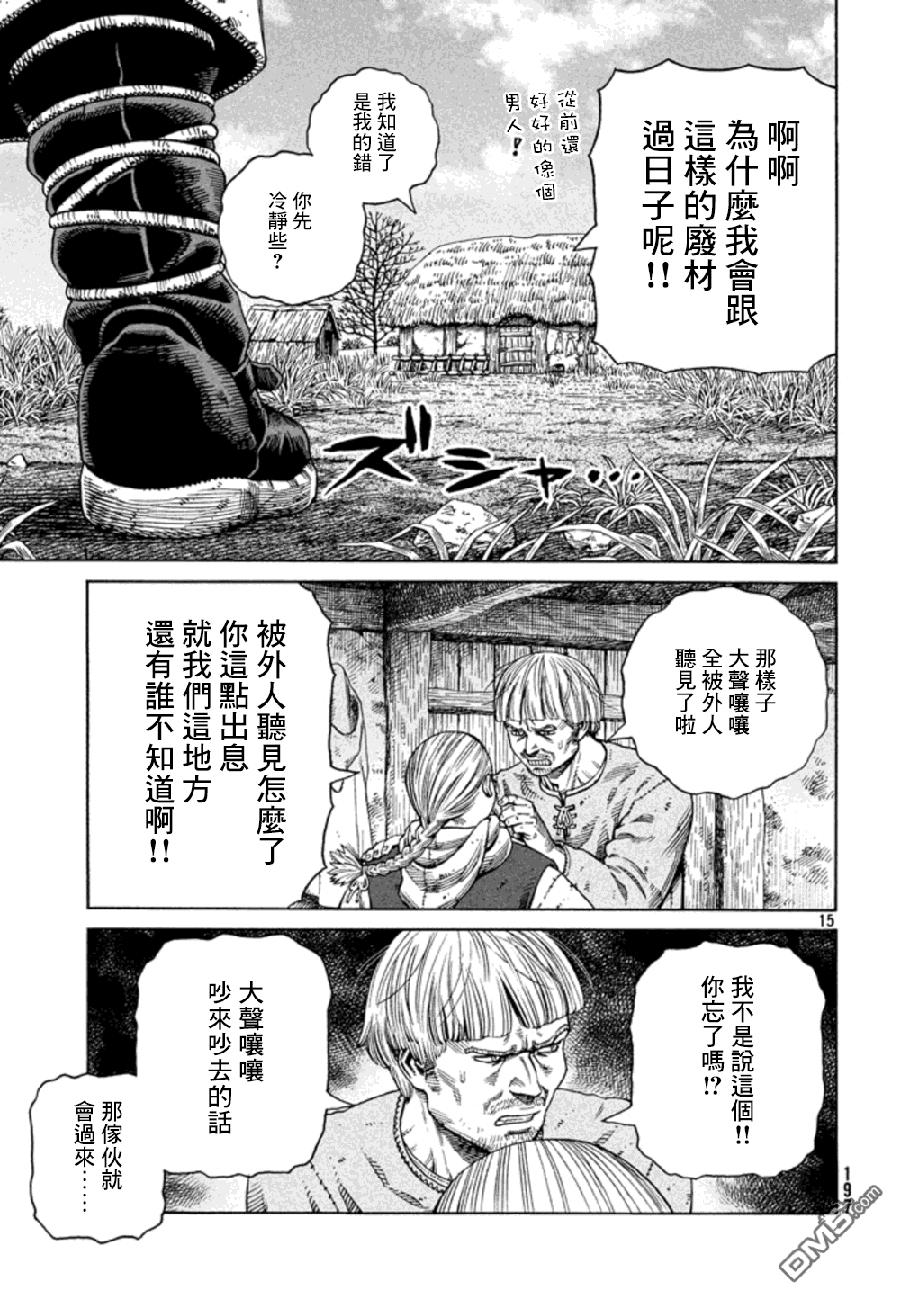 啊啊
為什麼我會跟
這樣的廢材
過日子呢!!
從前還
好好的像個
男人!
我知道了
是我的錯
你先
冷靜些?
ズシャ...
那樣子
大聲嚷嚷
全被外人
聽見了啦
被外人聽見怎麼了
你這點出息
就我們這地方
還有誰不知道啊!!
15
我不是說這個!!
你忘了嗎!?
大聲嚷嚷
吵來吵去的話
那傢伙就
會過來……
197
DM5.com